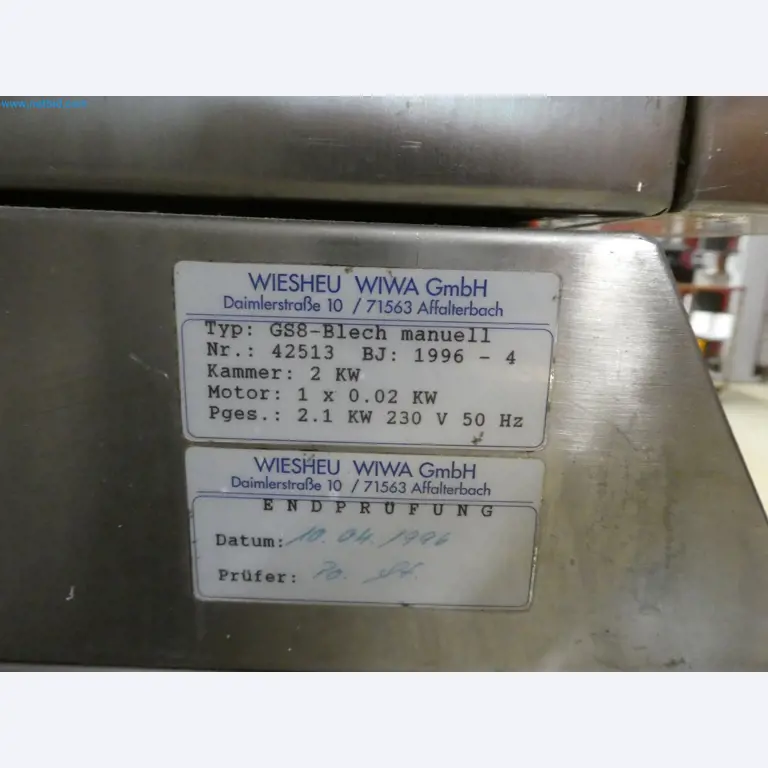 WIESHEU WIWA GmbH
Daimlerstraße 10 / 71563 Affalterbach
Typ: GS8-Blech manuell
Nr.: 42513 BJ: 1996 - 4
Kammer: 2 KW
Motor: 1 x 0.02 KW
Pges.: 2.1 KW 230 V 50 Hz
WIESHEU WIWA GmbH
Daimlerstraße 10 / 71563 Affalterbach
ENDPRÜFUNG
Datum: 10.04.1996
Prüfer: